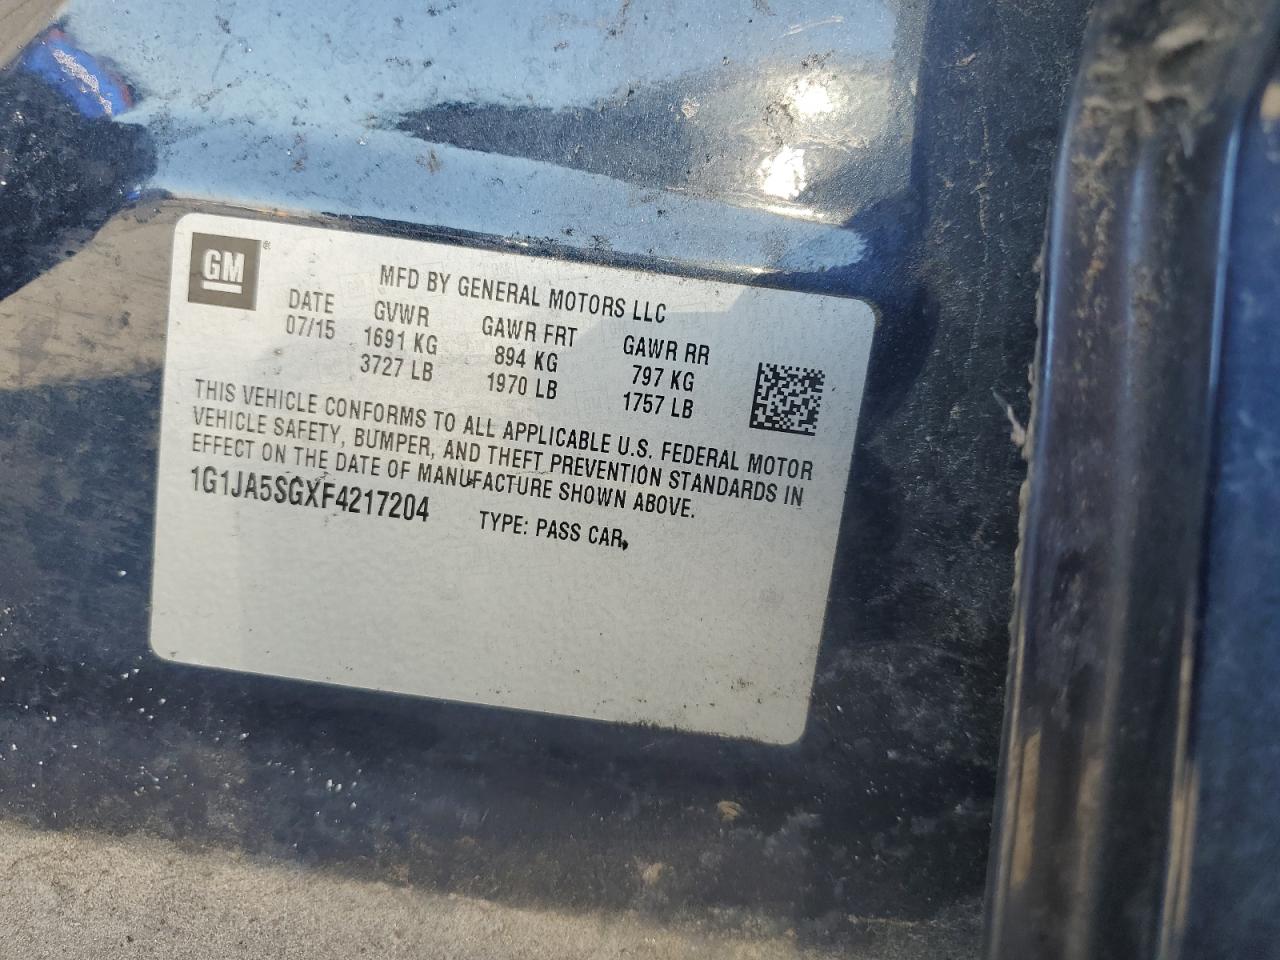 GM ®
MFD BY GENERAL MOTORS LLC
DATE GVWR GAWR FRT GAWR RR
07/15 1691 KG 894 KG 797 KG
3727 LB 1970 LB 1757 LB
THIS VEHICLE CONFORMS TO ALL APPLICABLE U.S. FEDERAL MOTOR
VEHICLE SAFETY, BUMPER, AND THEFT PREVENTION STANDARDS IN
EFFECT ON THE DATE OF MANUFACTURE SHOWN ABOVE.
1G1JA5SGXF4217204 TYPE: PASS CAR